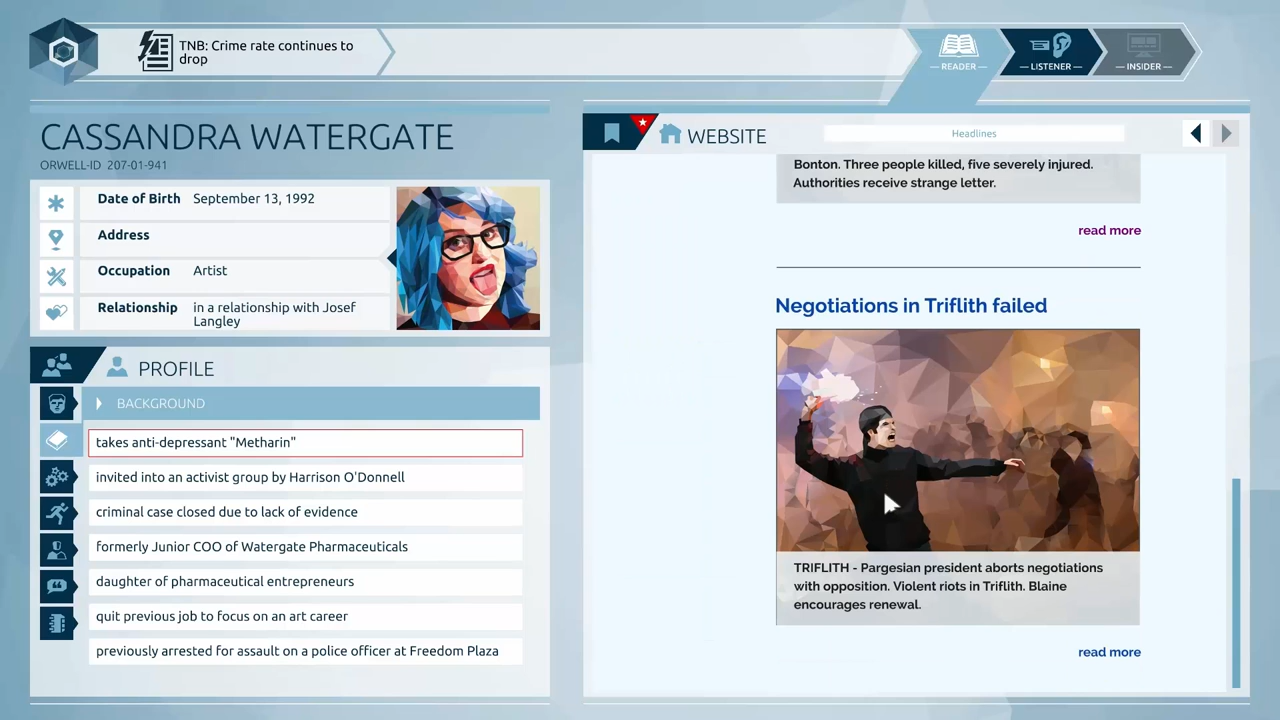 TNB: Crime rate continues to
drop
READER
LISTENER
INSIDER
CASSANDRA WATERGATE
ORWELL-ID 207-01-941
Date of Birth September 13, 1992
Address
Occupation Artist
Relationship in a relationship with Josef
Langley
PROFILE
BACKGROUND
takes anti-depressant "Metharin"
invited into an activist group by Harrison O'Donnell
criminal case closed due to lack of evidence
formerly Junior COO of Watergate Pharmaceuticals
daughter of pharmaceutical entrepreneurs
quit previous job to focus on an art career
previously arrested for assault on a police officer at Freedom Plaza
WEBSITE
Headlines
Bonton. Three people killed, five severely injured.
Authorities receive strange letter.
read more
Negotiations in Triflith failed
TRIFLITH - Pargesian president aborts negotiations
with opposition. Violent riots in Triflith. Blaine
encourages renewal.
read more